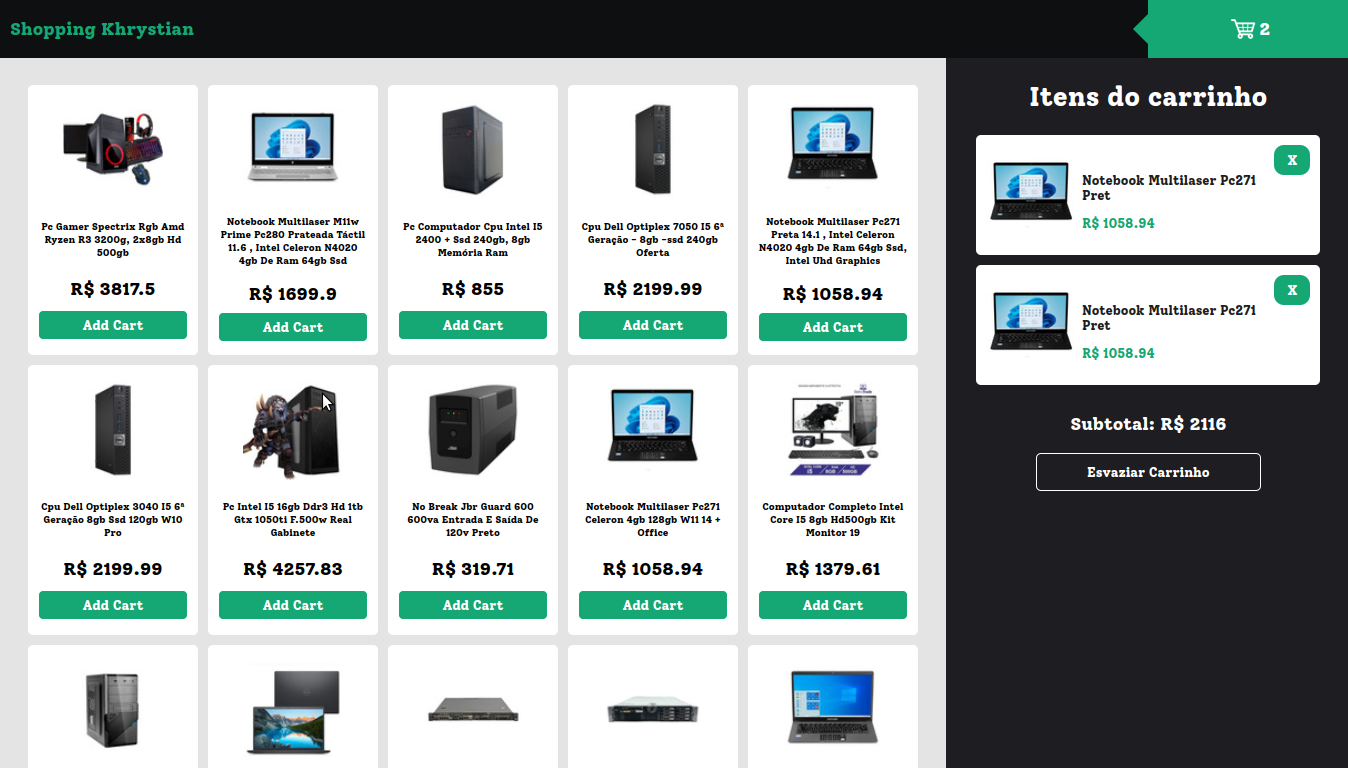 Shopping Khrystian
2
Itens do carrinho
Pc Gamer Spectrix Rgb Amd
Ryzen R3 3200g, 2x8gb Hd
500gb
R$ 3817.5
Add Cart
Notebook Multilaser M11w
Prime Pc280 Prateada Táctil
11.6 , Intel Celeron N4020
4gb De Ram 64gb Ssd
R$ 1699.9
Add Cart
Pc Computador Cpu Intel I5
2400 + Ssd 240gb, 8gb
Memória Ram
R$ 855
Add Cart
Cpu Dell Optiplex 7050 I5 6ª
Geração - 8gb -ssd 240gb
Oferta
R$ 2199.99
Add Cart
Notebook Multilaser Pc271
Preta 14.1 , Intel Celeron
N4020 4gb De Ram 64gb Ssd,
Intel Uhd Graphics
R$ 1058.94
Add Cart
Cpu Dell Optiplex 3040 I5 6ª
Geração 8gb Ssd 120gb W10
Pro
R$ 2199.99
Add Cart
Pc Intel I5 16gb Ddr3 Hd 1tb
Gtx 1050ti F.500w Real
Gabinete
R$ 4257.83
Add Cart
No Break Jbr Guard 600
600va Entrada E Saída De
120v Preto
R$ 319.71
Add Cart
Notebook Multilaser Pc271
Celeron 4gb 128gb W11 14 +
Office
R$ 1058.94
Add Cart
Computador Completo Intel
Core I5 8gb Hd500gb Kit
Monitor 19
R$ 1379.61
Add Cart
X
Notebook Multilaser Pc271
Pret
R$ 1058.94
X
Notebook Multilaser Pc271
Pret
R$ 1058.94
Subtotal: R$ 2116
Esvaziar Carrinho